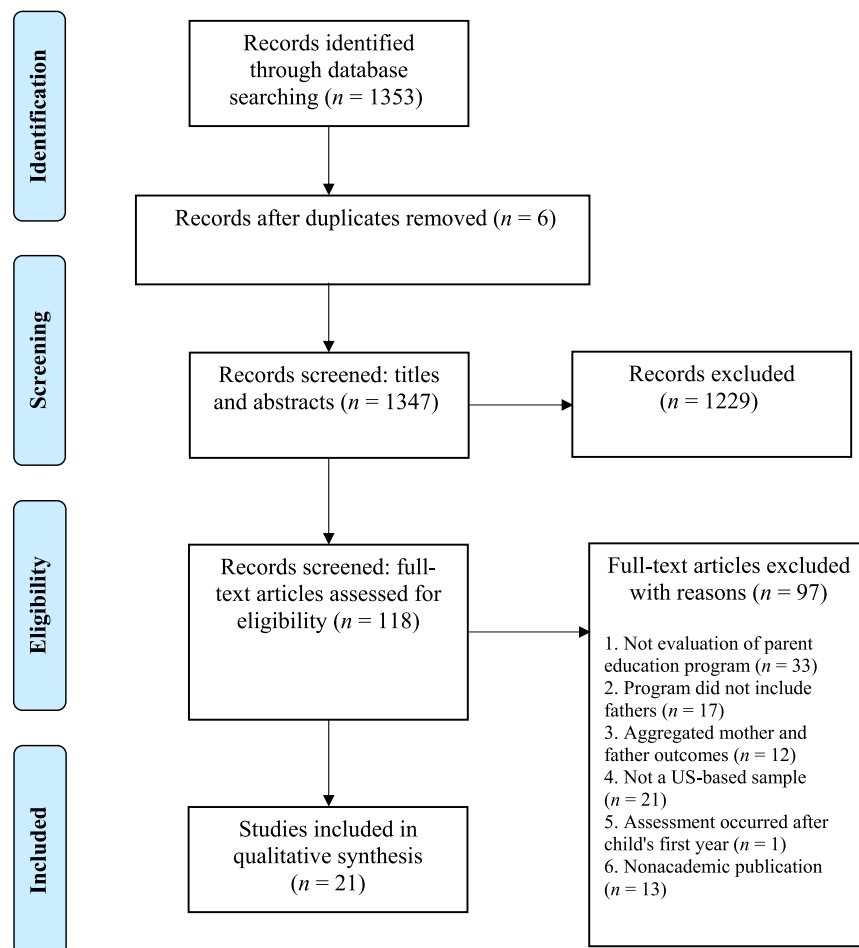 Identification
Records identified
through database
searching (n = 1353)
Records after duplicates removed (n = 6)
Screening
Records screened: titles
and abstracts (n = 1347)
Records excluded
(n = 1229)
Eligibility
Records screened: full-
text articles assessed for
eligibility (n = 118)
Full-text articles excluded
with reasons (n = 97)
1. Not evaluation of parent
education program (n = 33)
2. Program did not include
fathers (n = 17)
3. Aggregated mother and
father outcomes (n = 12)
4. Not a US-based sample
(n = 21)
5. Assessment occurred after
child's first year (n = 1)
6. Nonacademic publication
(n = 13)
Included
Studies included in
qualitative synthesis
(n = 21)